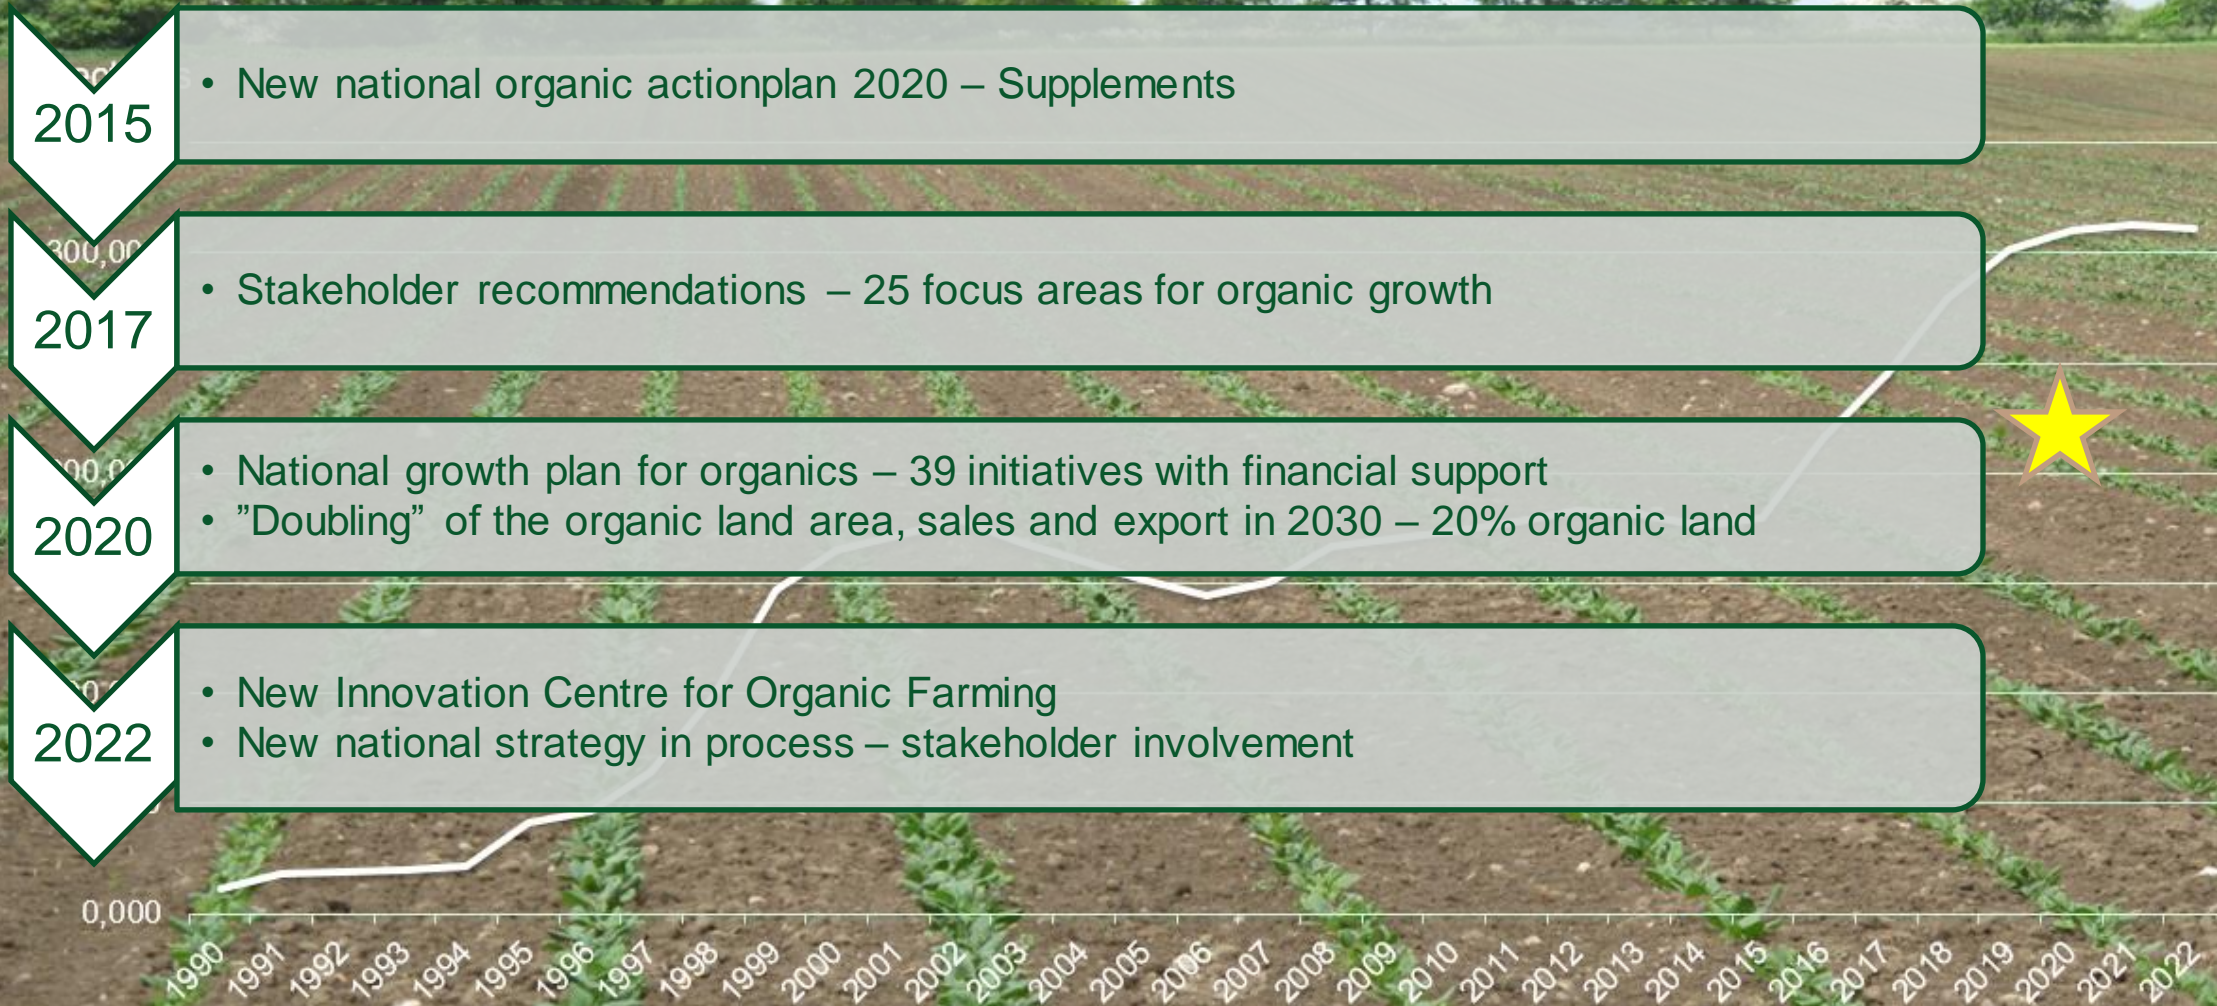 2015
• New national organic actionplan 2020 – Supplements
2017
• Stakeholder recommendations – 25 focus areas for organic growth
2020
• National growth plan for organics – 39 initiatives with financial support
• ”Doubling” of the organic land area, sales and export in 2030 – 20% organic land
2022
• New Innovation Centre for Organic Farming
• New national strategy in process – stakeholder involvement
0,000
1990 1991 1992 1993 1994 1995 1996 1997 1998 1999 2000 2001 2002 2003 2004 2005 2006 2007 2008 2009 2010 2011 2012 2013 2014 2015 2016 2017 2018 2019 2020 2021 2022